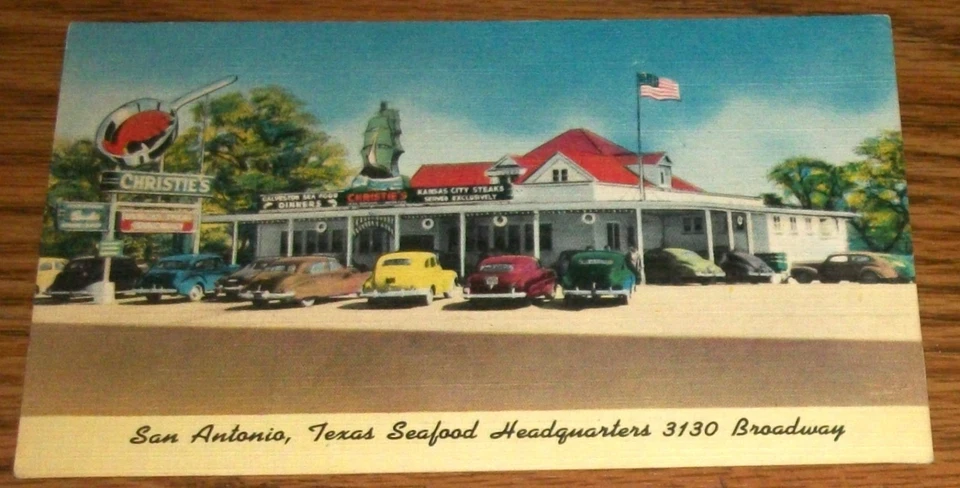 CHRISTIE'S
GALVESTON SEA FOOD
DINNERS
CHRISTIE'S
KANSAS CITY STEAKS
SERVED EXCLUSIVELY
San Antonio, Texas Seafood Headquarters 3130 Broadway